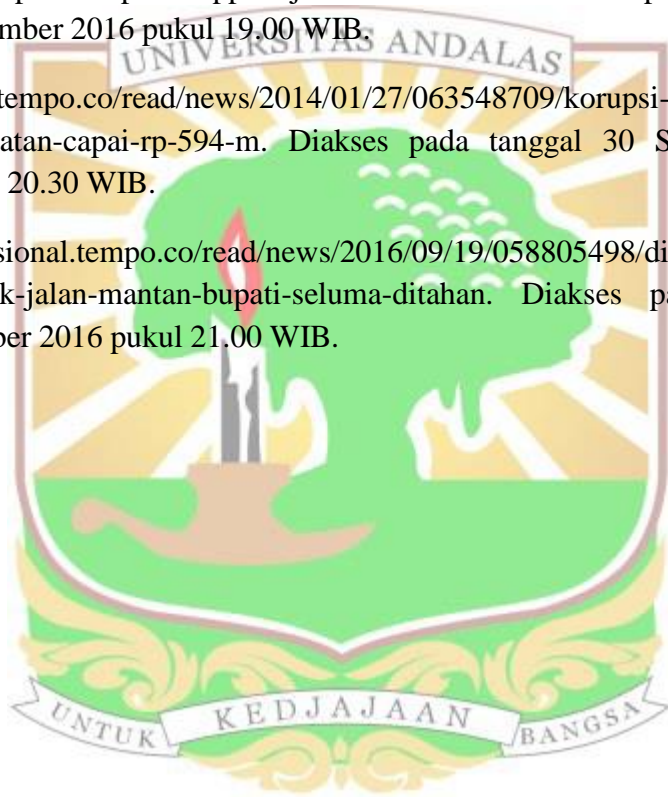 mber 2016 pukul 19.00 WIB.
UNIVERSITAS ANDALAS
tempo.co/read/news/2014/01/27/063548709/korupsi-
atan-capai-rp-594-m. Diakses pada tanggal 30 S
20.30 WIB.
sional.tempo.co/read/news/2016/09/19/058805498/di
k-jalan-mantan-bupati-seluma-ditahan. Diakses pa
ber 2016 pukul 21.00 WIB.
UNTUK KEDJAJAAN BANGSA